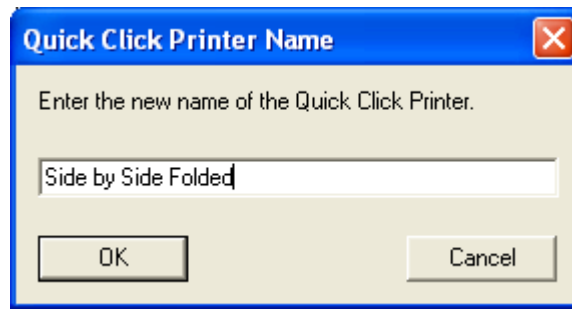 Quick Click Printer Name
Enter the new name of the Quick Click Printer.
Side by Side Folded
OK
Cancel